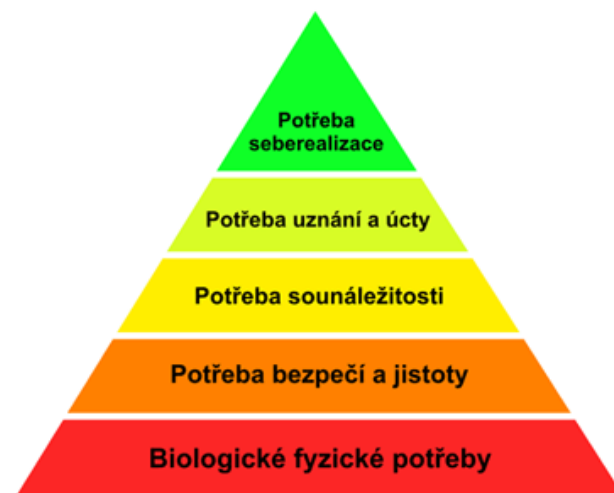 Potřeba
seberealizace
Potřeba uznání a úcty
Potřeba sounáležitosti
Potřeba bezpečí a jistoty
Biologické fyzické potřeby